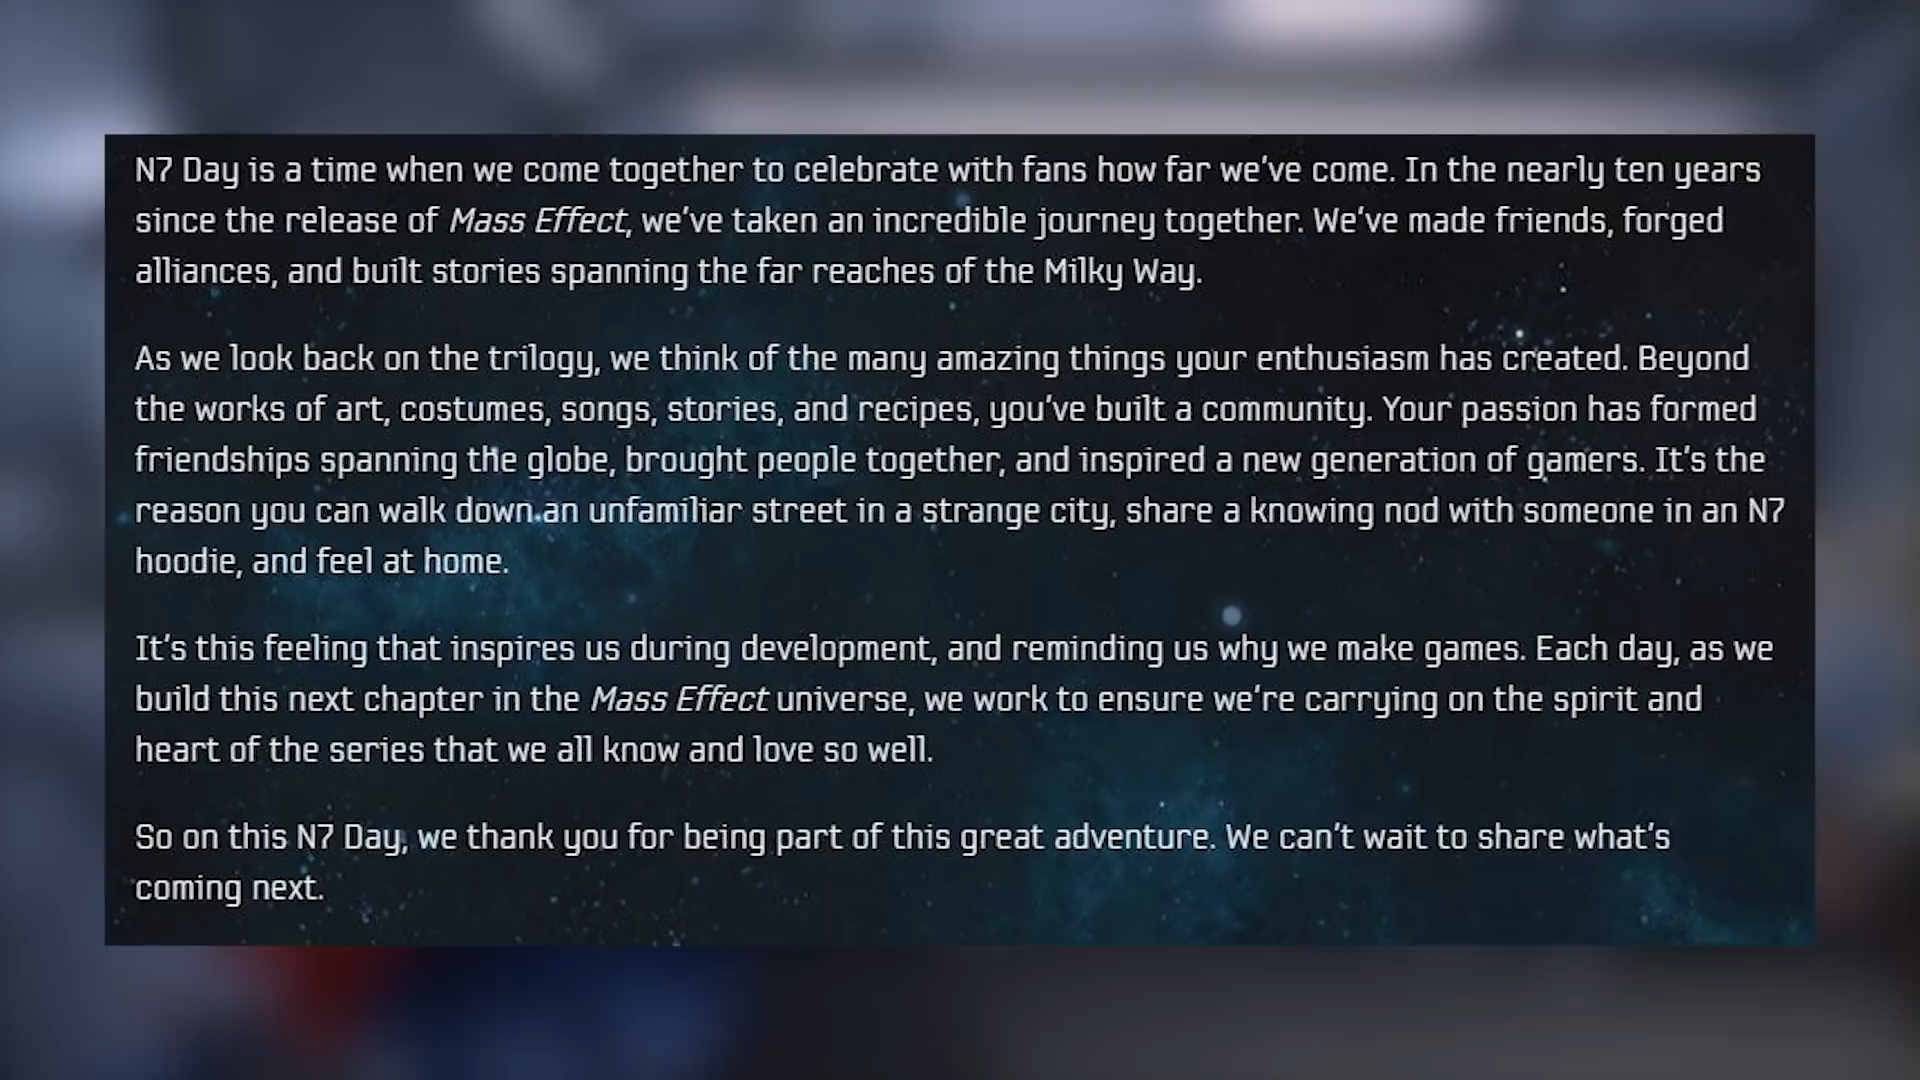 N7 Day is a time when we come together to celebrate with fans how far we've come. In the nearly ten years
since the release of Mass Effect, we've taken an incredible journey together. We've made friends, forged
alliances, and built stories spanning the far reaches of the Milky Way.
As we look back on the trilogy, we think of the many amazing things your enthusiasm has created. Beyond
the works of art, costumes, songs, stories, and recipes, you've built a community. Your passion has formed
friendships spanning the globe, brought people together, and inspired a new generation of gamers. It's the
reason you can walk down an unfamiliar street in a strange city, share a knowing nod with someone in an N7
hoodie, and feel at home.
It's this feeling that inspires us during development, and reminding us why we make games. Each day, as we
build this next chapter in the Mass Effect universe, we work to ensure we're carrying on the spirit and
heart of the series that we all know and love so well.
So on this N7 Day, we thank you for being part of this great adventure. We can't wait to share what's
coming next.